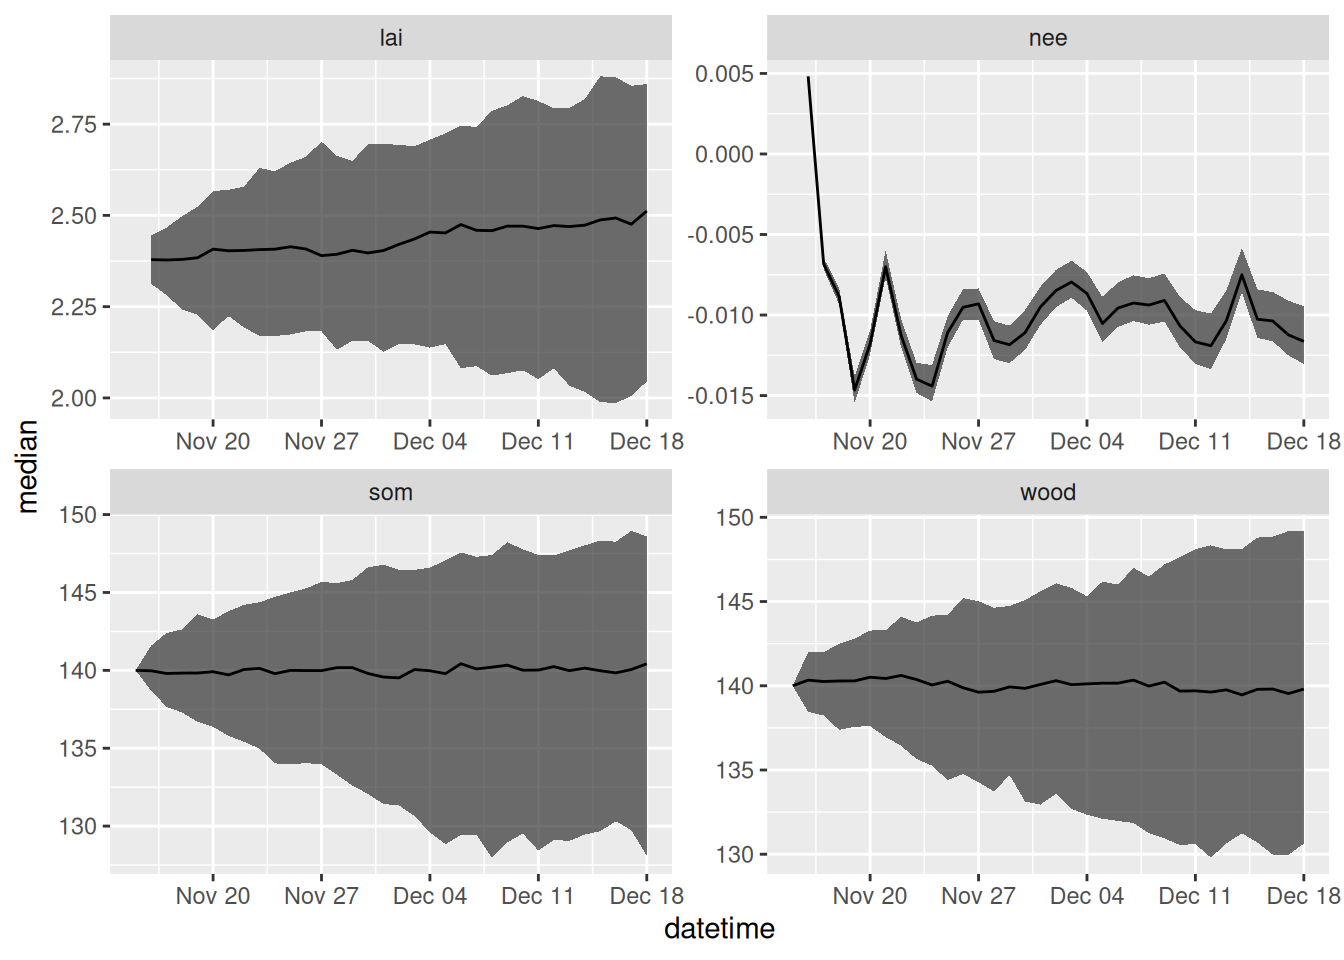 lai
nee
2.75
2.50
2.25
2.00
0.005
0.000
-0.005
-0.010
-0.015
Nov 20 Nov 27 Dec 04 Dec 11 Dec 18
Nov 20 Nov 27 Dec 04 Dec 11 Dec 18
median
som
wood
150
145
140
135
130
150
145
140
135
130
Nov 20 Nov 27 Dec 04 Dec 11 Dec 18
Nov 20 Nov 27 Dec 04 Dec 11 Dec 18
datetime